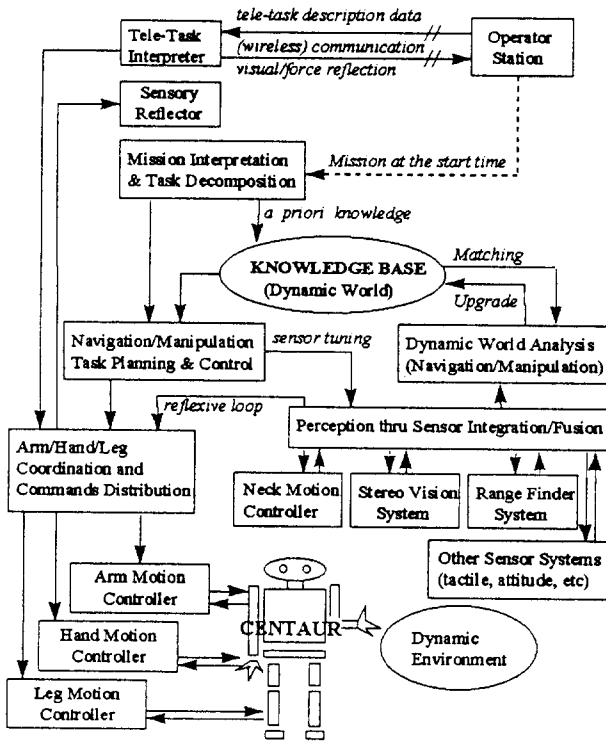 tele-task description data
Tele-Task
Interpreter
(wireless) communication
visual/force reflection
Operator
Station
Sensory
Reflector
Mission Interpretation
& Task Decomposition
Mission at the start time
a priori knowledge
KNOWLEDGE BASE
(Dynamic World)
Matching
Upgrade
Navigation/Manipulation
Task Planning & Control
sensor tuning
Dynamic World Analysis
(Navigation/Manipulation)
reflexive loop
Perception thru Sensor Integration/Fusion
Arm/Hand/Leg
Coordination and
Commands Distribution
Neck Motion
Controller
Stereo Vision
System
Range Finder
System
Other Sensor Systems
(tactile, attitude, etc)
Arm Motion
Controller
CENTAUR
Hand Motion
Controller
Dynamic
Environment
Leg Motion
Controller